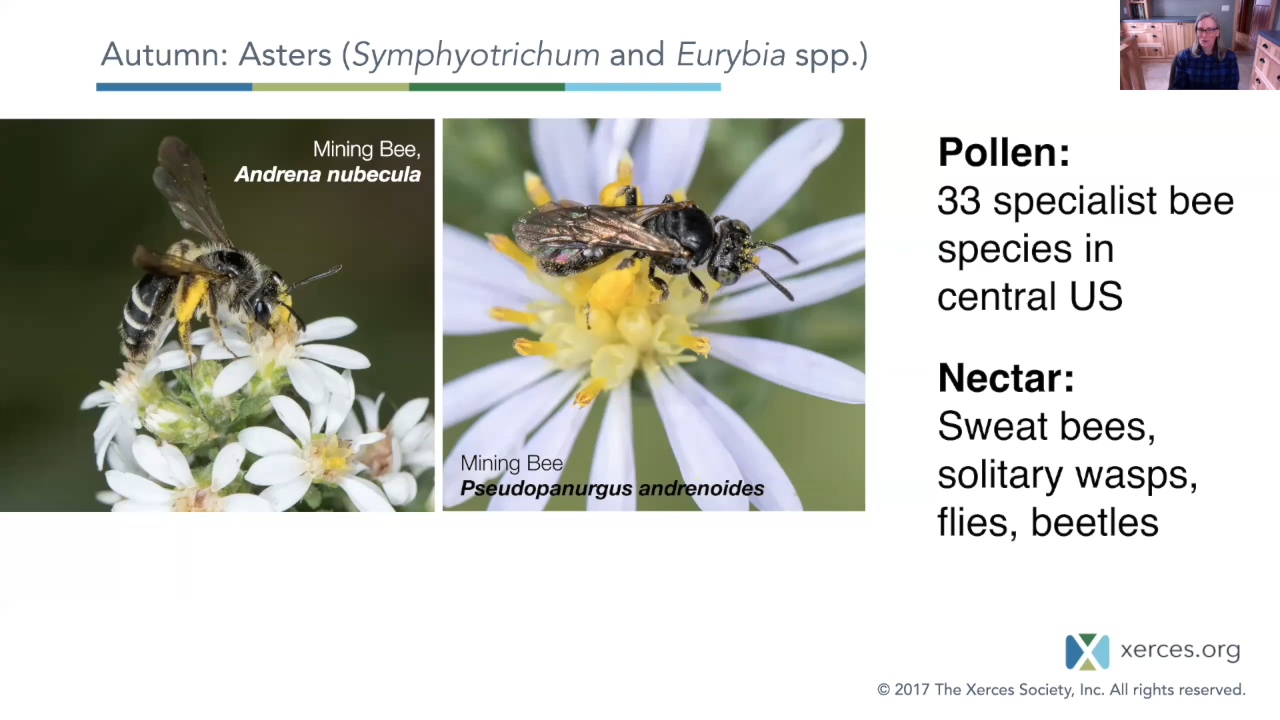 Autumn: Asters (Symphyotrichum and Eurybia spp.)
Mining Bee,
Andrena nubecula
Mining Bee
Pseudopanurgus andrenoides
Pollen:
33 specialist bee
species in
central US
Nectar:
Sweat bees,
solitary wasps,
flies, beetles
xerces.org
© 2017 The Xerces Society, Inc. All rights reserved.